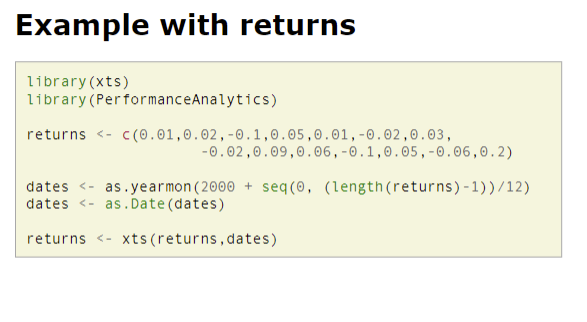 Example with returns
library(xts)
library(PerformanceAnalytics)
returns <- c(0.01,0.02,-0.1,0.05,0.01,-0.02,0.03,
-0.02,0.09,0.06,-0.1,0.05,-0.06,0.2)
dates <- as.yearmon(2000 + seq(0, (length(returns)-1))/12)
dates <- as.Date(dates)
returns <- xts(returns,dates)